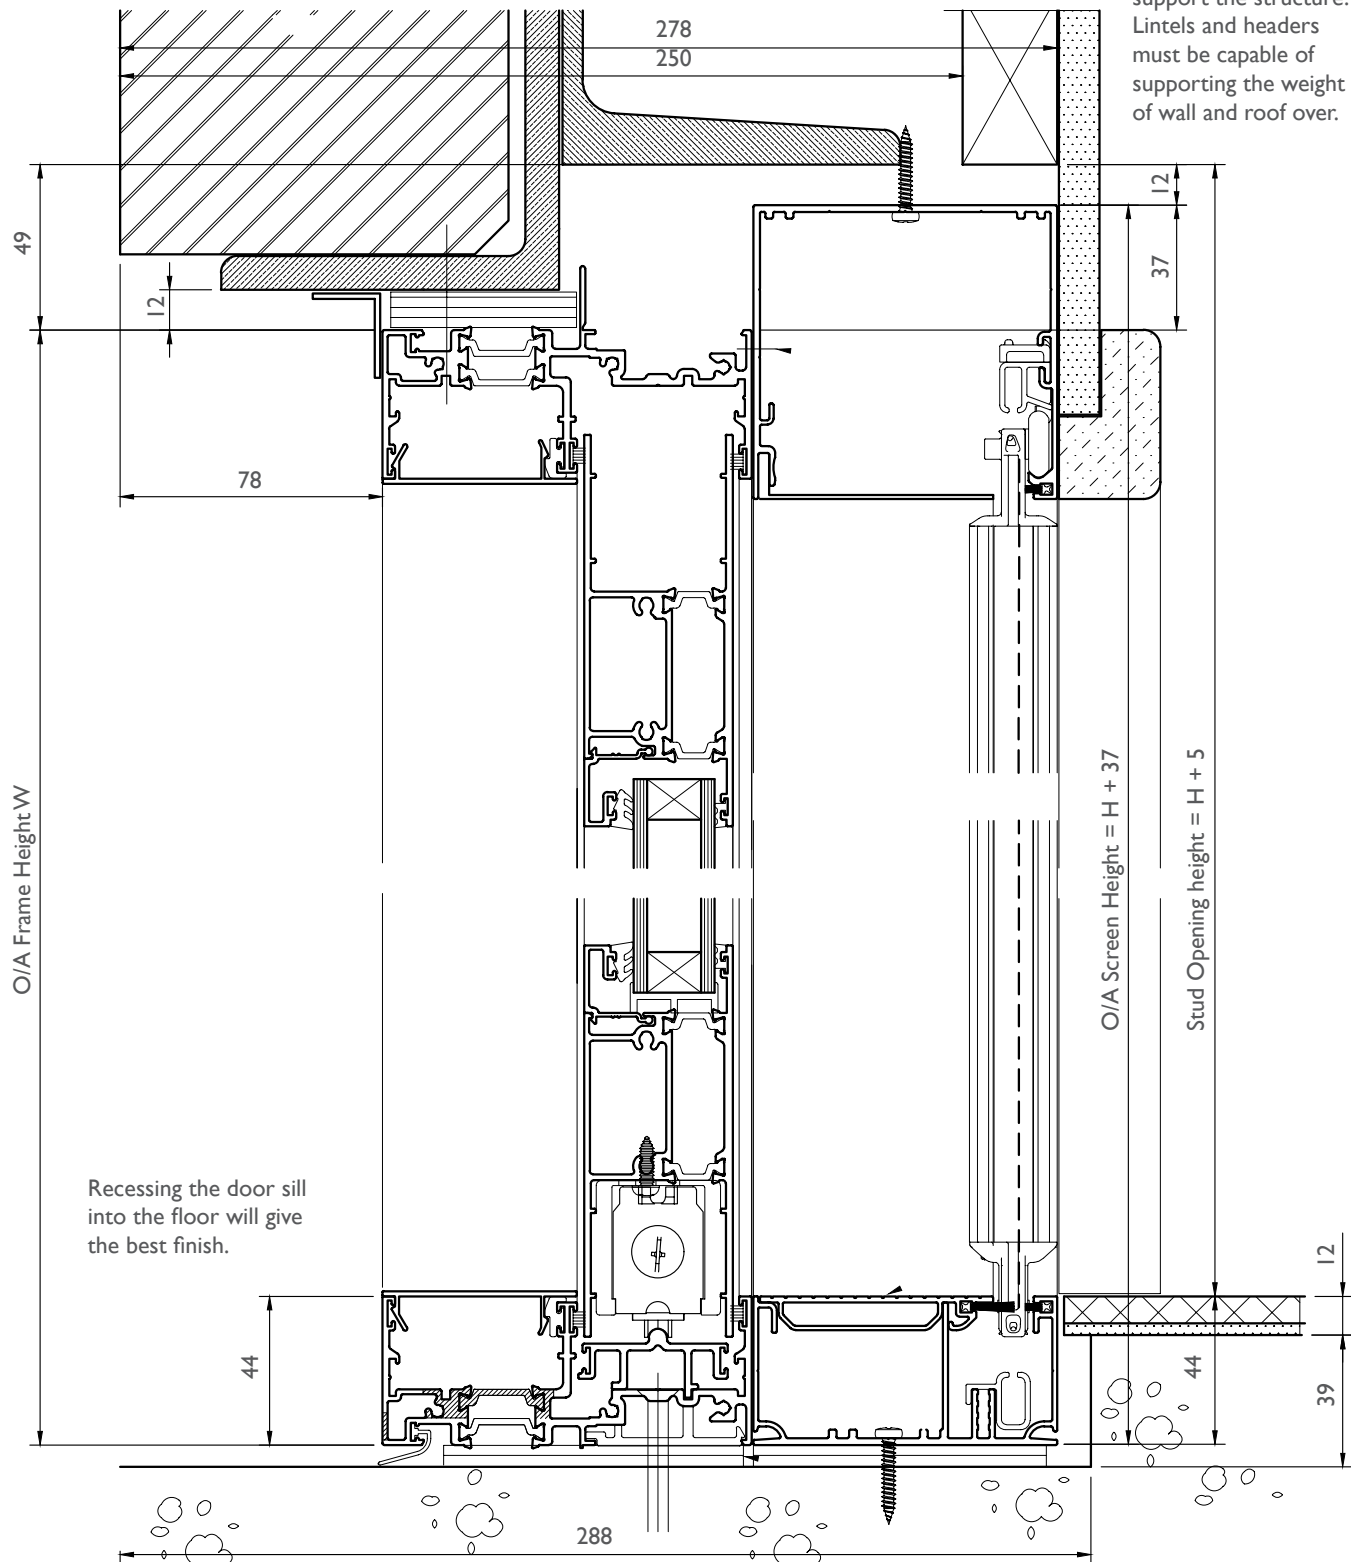 support the structure.
Lintels and headers
must be capable of
supporting the weight
of wall and roof over.
278
250
12
37
49
12
78
O/A Frame Height W
O/A Screen Height = H + 37
Stud Opening height = H + 5
Recessing the door sill
into the floor will give
the best finish.
44
12
44
39
288